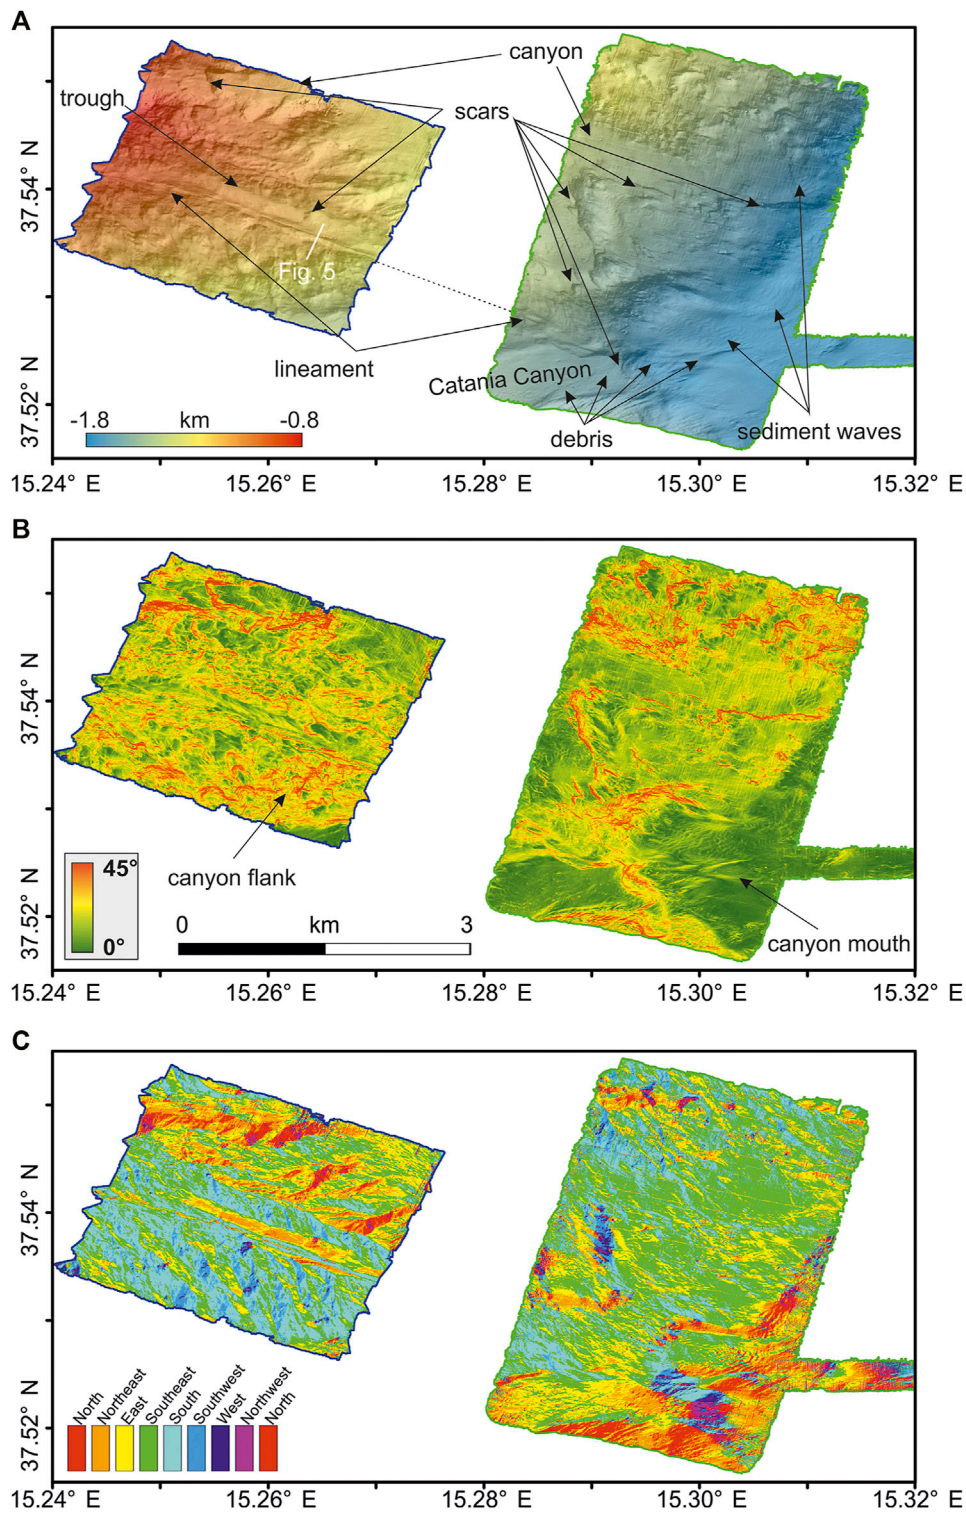 A
canyon
trough
scars
37.54° N
Fig. 5
lineament
Catania Canyon
37.52° N
-1.8 km -0.8
debris
sediment waves
15.24° E 15.26° E 15.28° E 15.30° E 15.32° E
B
37.54° N
45°
0°
canyon flank
37.52° N
0 km 3
canyon mouth
15.24° E 15.26° E 15.28° E 15.30° E 15.32° E
C
37.54° N
37.52° N
North
Northeast
East
Southeast
South
Southwest
West
Northwest
North
15.24° E 15.26° E 15.28° E 15.30° E 15.32° E